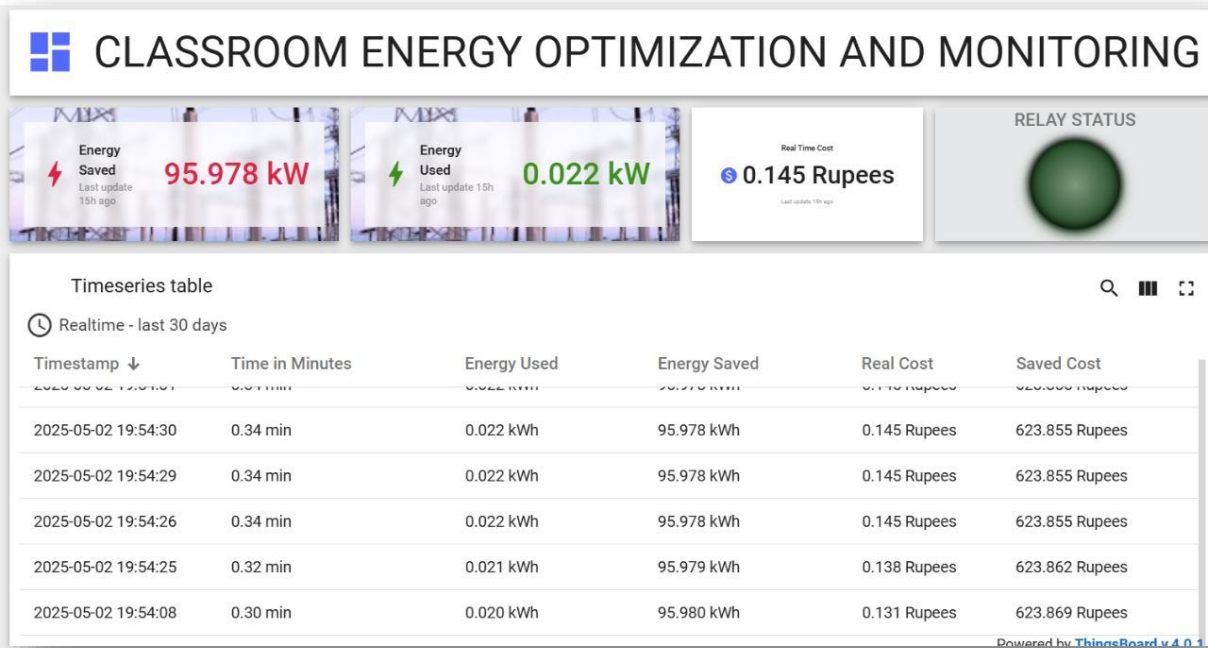 CLASSROOM ENERGY OPTIMIZATION AND MONITORING
Energy
Saved
Last update
15h ago
95.978 kW
Energy
Used
Last update 15h
ago
0.022 kW
Real Time Cost
$ 0.145 Rupees
Last update 15h ago
RELAY STATUS
Timeseries table
Realtime - last 30 days
Timestamp Time in Minutes Energy Used Energy Saved Real Cost Saved Cost
2025-05-02 19:54:30 0.34 min 0.022 kWh 95.978 kWh 0.145 Rupees 623.855 Rupees
2025-05-02 19:54:29 0.34 min 0.022 kWh 95.978 kWh 0.145 Rupees 623.855 Rupees
2025-05-02 19:54:26 0.34 min 0.022 kWh 95.978 kWh 0.145 Rupees 623.855 Rupees
2025-05-02 19:54:25 0.32 min 0.021 kWh 95.979 kWh 0.138 Rupees 623.862 Rupees
2025-05-02 19:54:08 0.30 min 0.020 kWh 95.980 kWh 0.131 Rupees 623.869 Rupees
Powered by ThingsBoard v.4.0.1